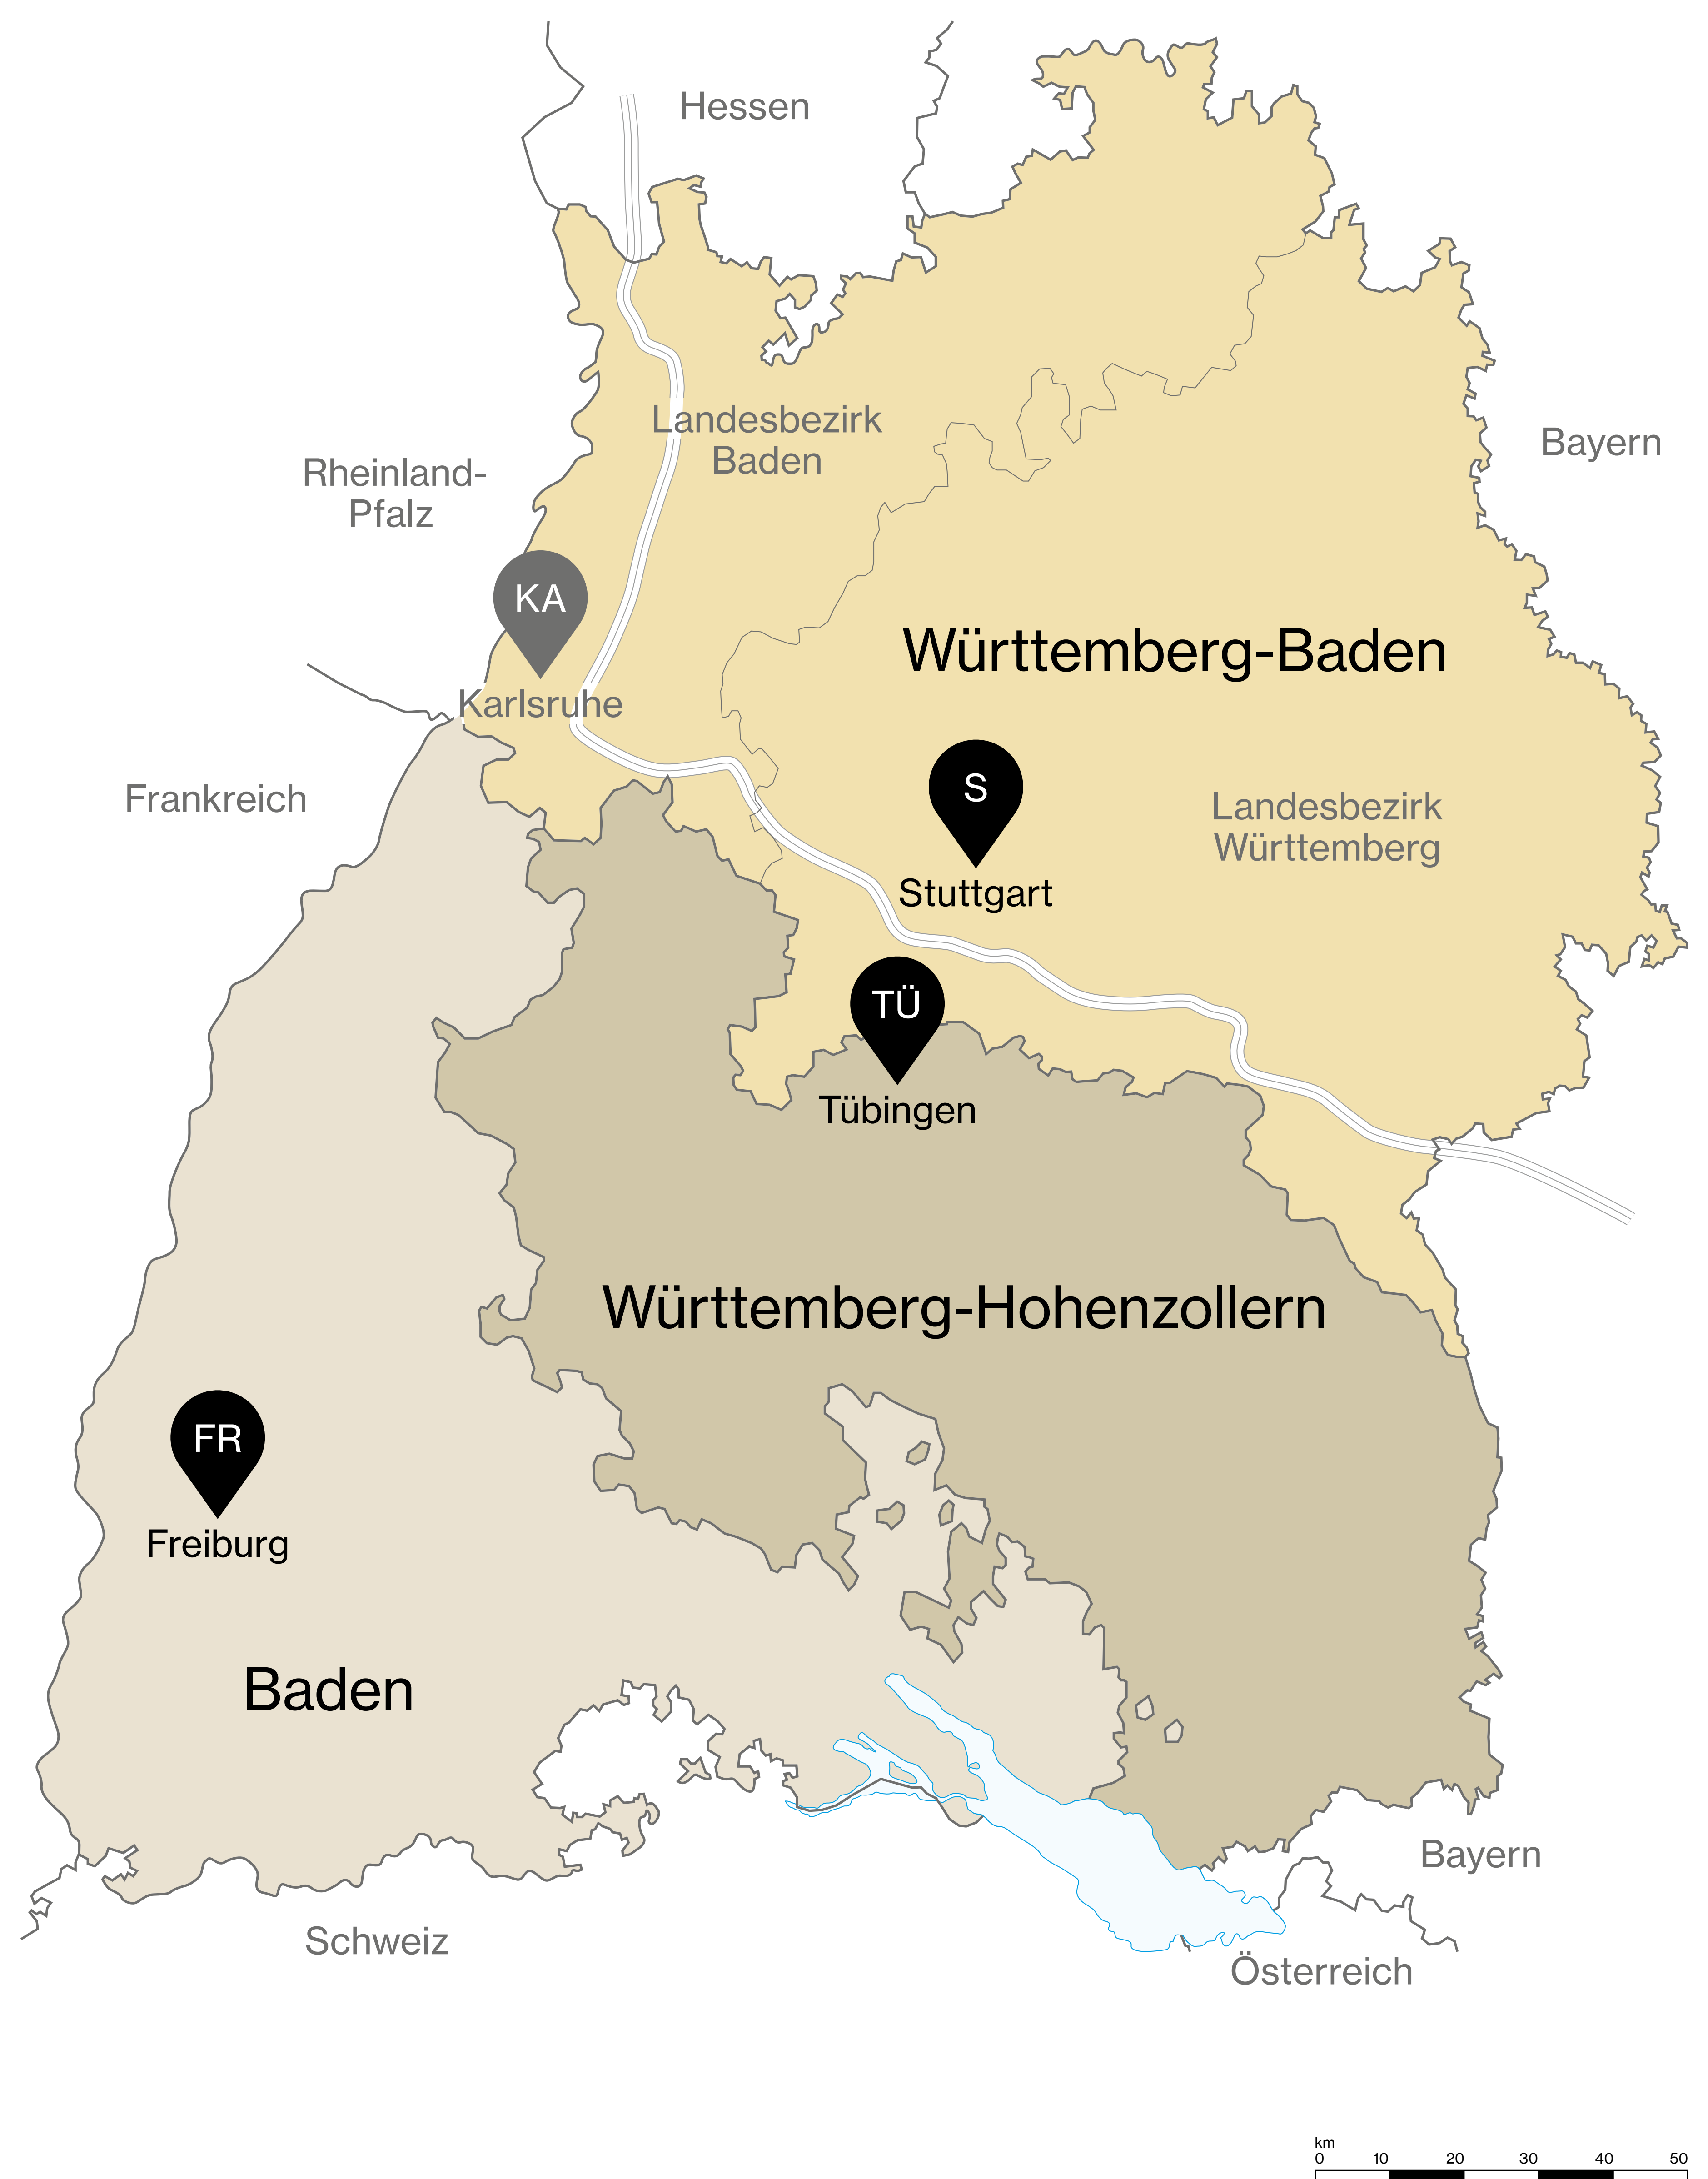 Hessen
Landesbezirk
Baden
Rheinland-
Pfalz
Bayern
KA
Karlsruhe
Württemberg-Baden
Frankreich
S
Stuttgart
Landesbezirk
Württemberg
TÜ
Tübingen
Württemberg-Hohenzollern
FR
Freiburg
Baden
Bayern
Schweiz
Österreich
km
0 10 20 30 40 50